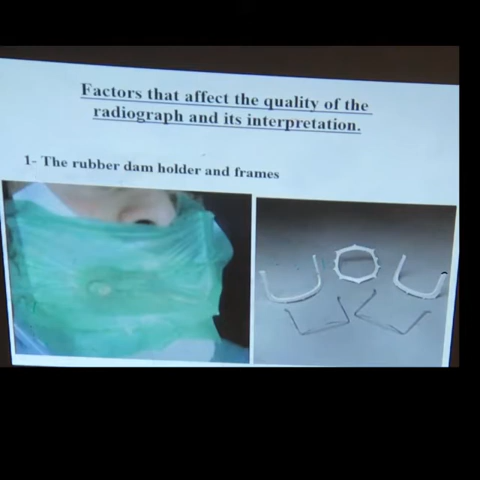 Factors that affect the quality of the
radiograph and its interpretation.
1- The rubber dam holder and frames